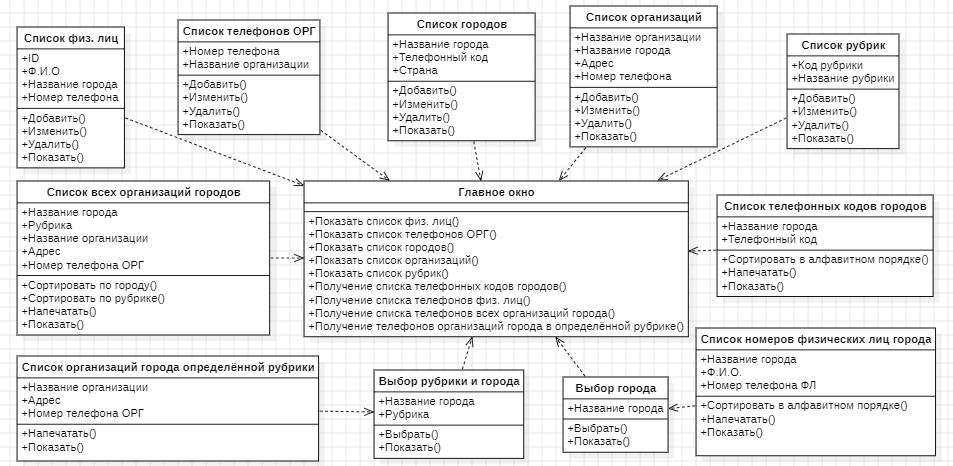 Список физ. лиц
+ID
+Ф.И.О
+Название города
+Номер телефона
+Добавить()
+Изменить()
+Удалить()
+Показать()
Список телефонов ОРГ
+Номер телефона
+Название организации
+Добавить()
+Изменить()
+Удалить()
+Показать()
Список городов
+Название города
+Телефонный код
+Страна
+Добавить()
+Изменить()
+Удалить()
+Показать()
Список организаций
+Название организации
+Название города
+Адрес
+Номер телефона
+Добавить()
+Изменить()
+Удалить()
+Показать()
Список рубрик
+Код рубрики
+Название рубрики
+Добавить()
+Изменить()
+Удалить()
+Показать()
Список всех организаций городов
+Название города
+Рубрика
+Название организации
+Адрес
+Номер телефона ОРГ
+Сортировать по городу()
+Сортировать по рубрике()
+Напечатать()
+Показать()
Главное окно
+Показать список физ. лиц()
+Показать список телефонов ОРГ()
+Показать список городов()
+Показать список организаций()
+Показать список рубрик()
+Получение списка телефонных кодов городов()
+Получение списка телефонов физ. лиц()
+Получение списка телефонов всех организаций города()
+Получение телефонов организаций города в определённой рубрике()
Список телефонных кодов городов
+Название города
+Телефонный код
+Сортировать в алфавитном порядке()
+Напечатать()
+Показать()
Список организаций города определённой рубрики
+Название организации
+Адрес
+Номер телефона ОРГ
+Напечатать()
+Показать()
Выбор рубрики и города
+Название города
+Рубрика
+Выбрать()
+Показать()
Выбор города
+Название города
+Выбрать()
+Показать()
Список номеров физических лиц города
+Название города
+Ф.И.О.
+Номер телефона ФЛ
+Сортировать в алфавитном порядке()
+Напечатать()
+Показать()